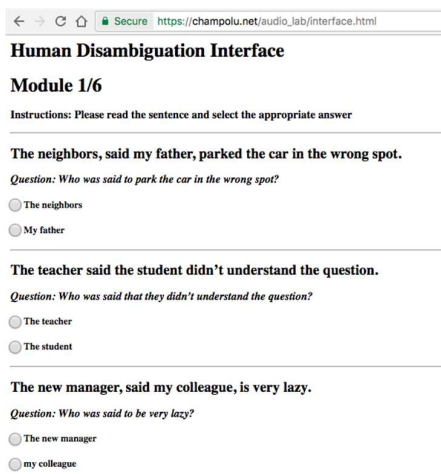 Secure https://champolu.net/audio_lab/interface.html
Human Disambiguation Interface
Module 1/6
Instructions: Please read the sentence and select the appropriate answer
The neighbors, said my father, parked the car in the wrong spot.
Question: Who was said to park the car in the wrong spot?
The neighbors
My father
The teacher said the student didn't understand the question.
Question: Who was said that they didn't understand the question?
The teacher
The student
The new manager, said my colleague, is very lazy.
Question: Who was said to be very lazy?
The new manager
my colleague